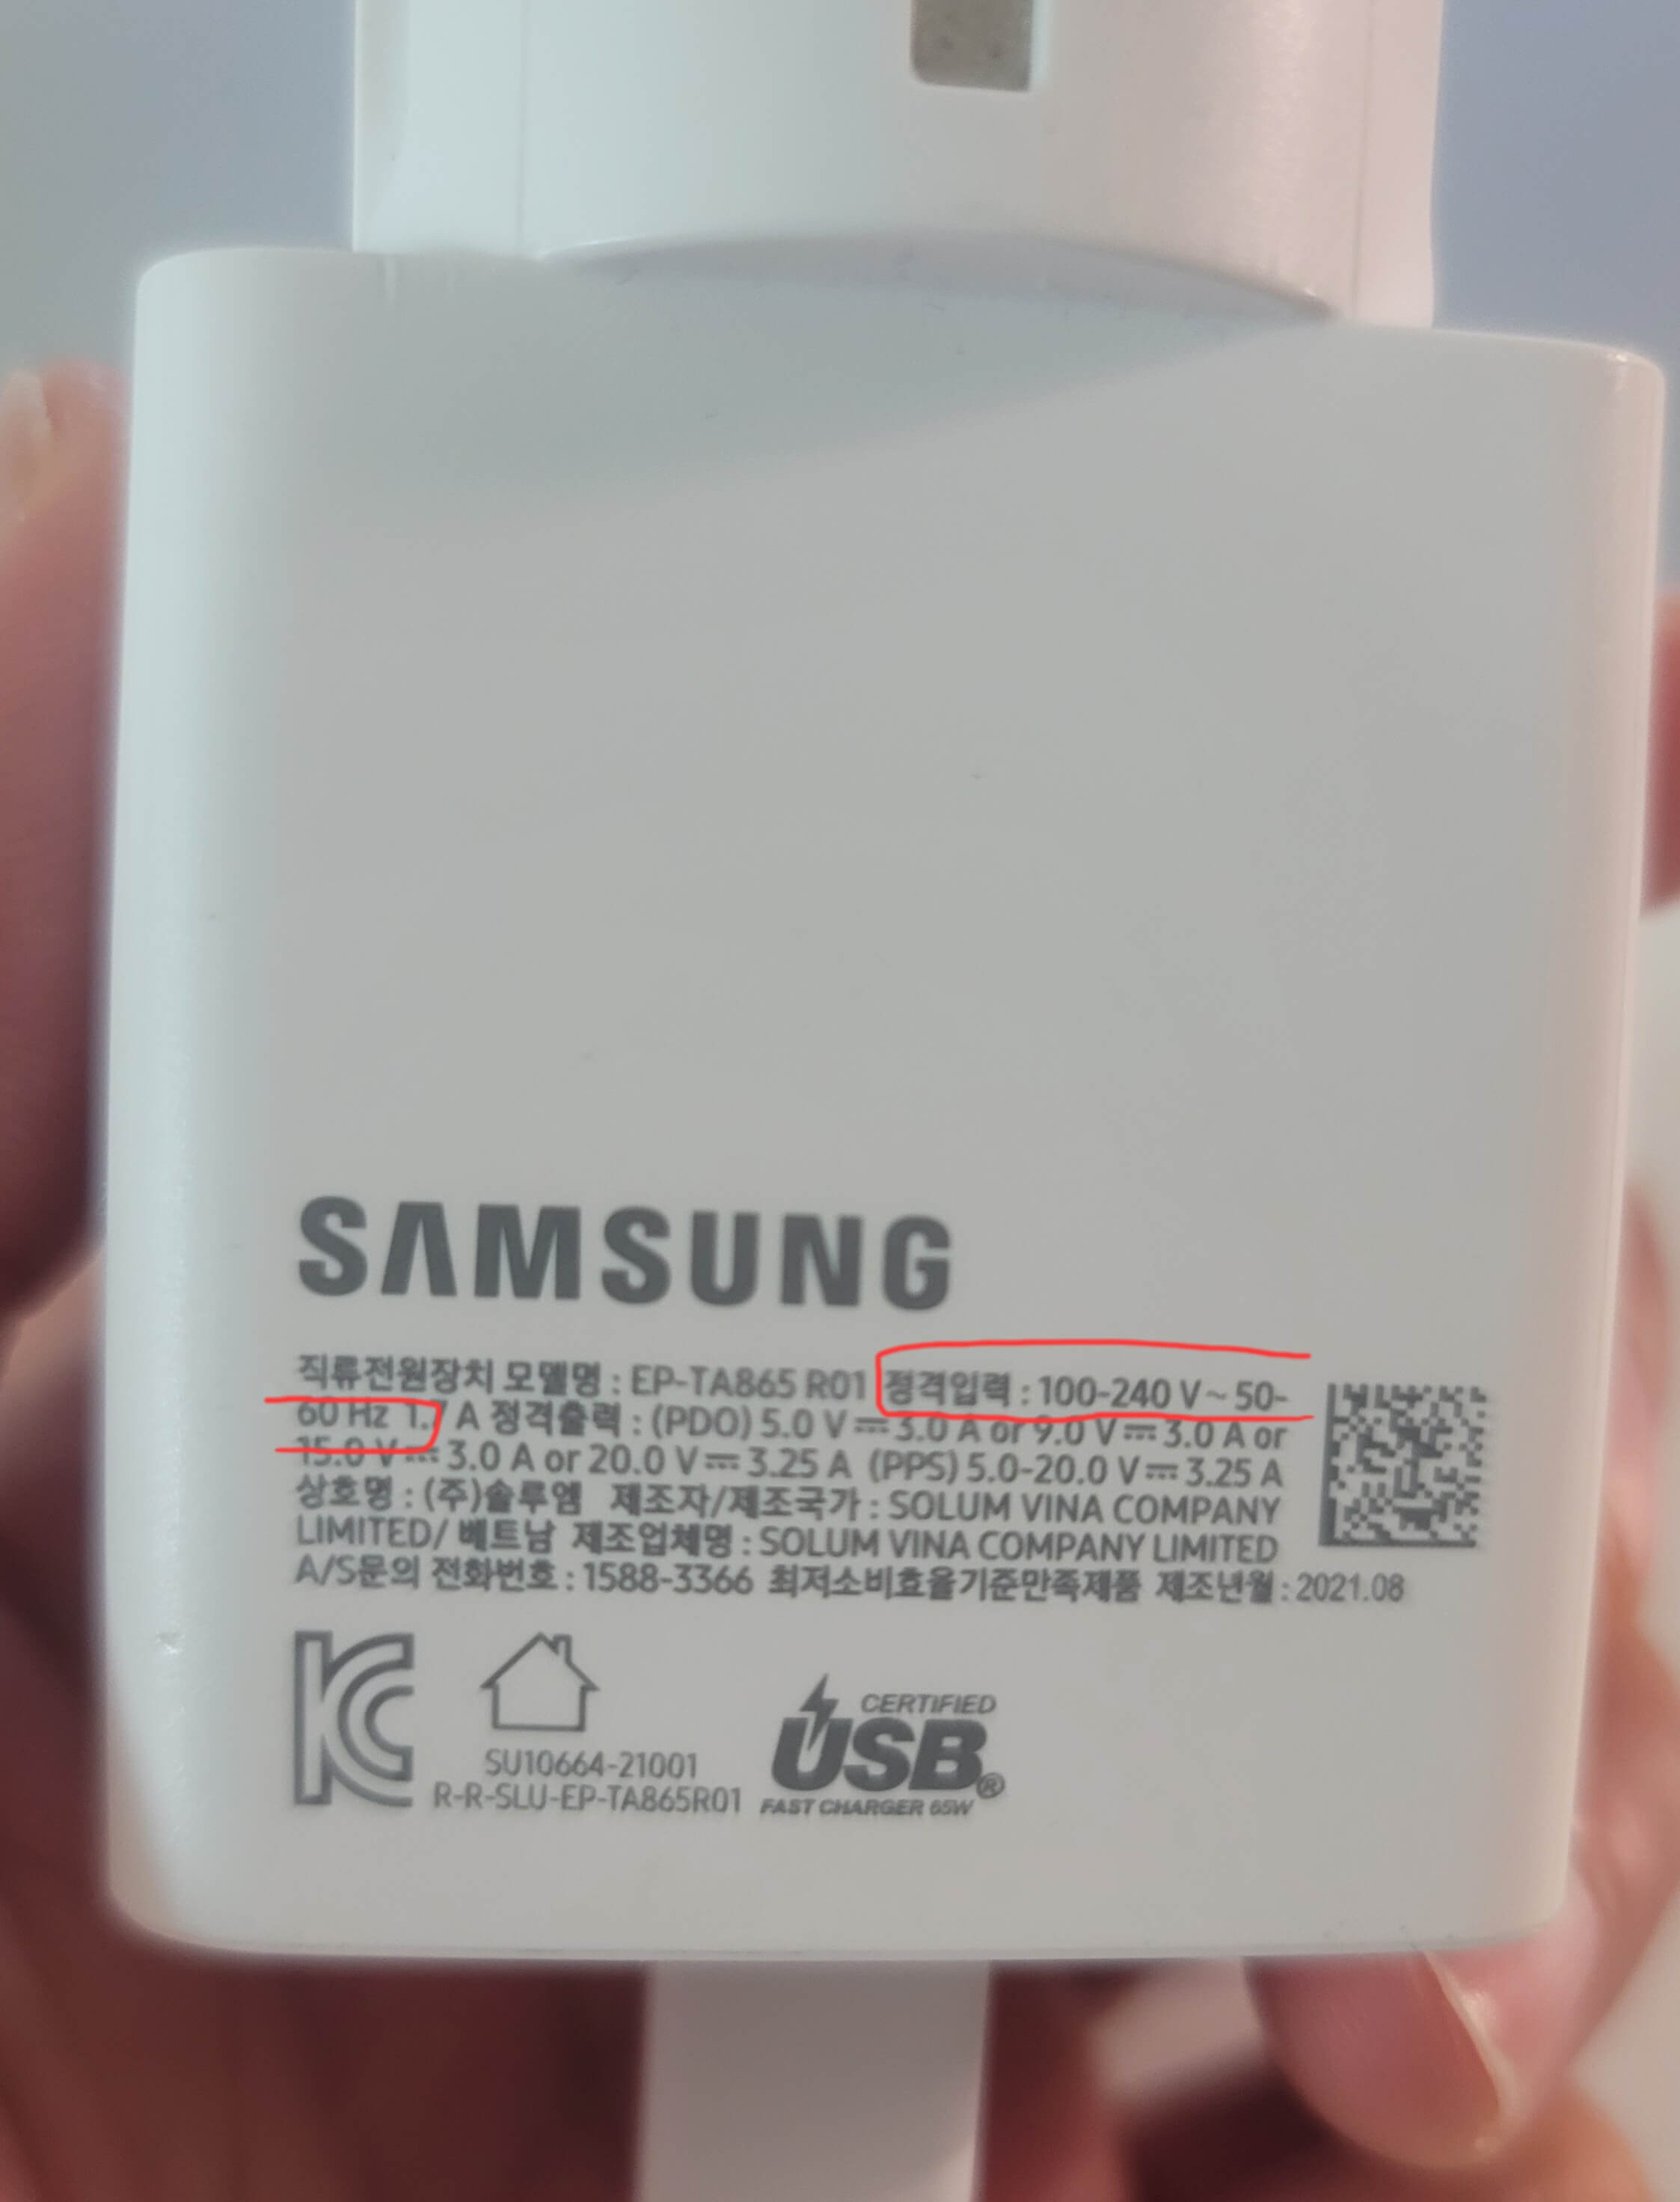 SAMSUNG
직류전원장치 모델명 : EP-TA865 R01 정격입력 : 100-240 V ~ 50-
60 Hz 1.7 A 정격출력 : (PDO) 5.0 V⎓3.0 A or 9.0 V⎓3.0 A or
15.0 V⎓3.0 A or 20.0 V⎓3.25 A (PPS) 5.0-20.0 V⎓3.25 A
상호명 : (주)솔루엠 제조자/제조국가 : SOLUM VINA COMPANY
LIMITED/ 베트남 제조업체명 : SOLUM VINA COMPANY LIMITED
A/S문의 전화번호 : 1588-3366 최저소비효율기준만족제품 제조년월 : 2021.08
KC
SU10664-21001
R-R-SLU-EP-TA865R01
CERTIFIED
USB®
FAST CHARGER 65W